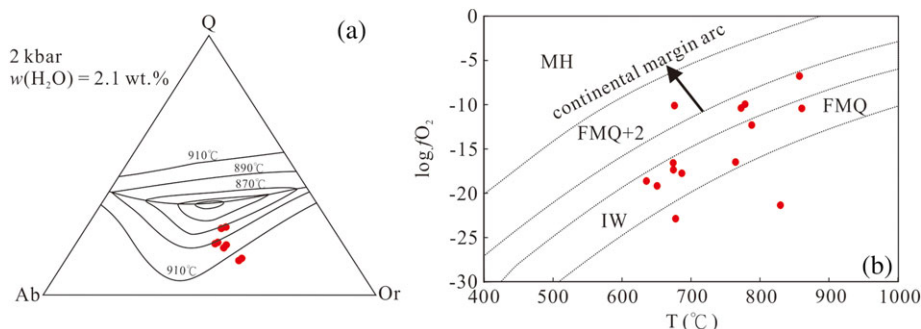 (a)
Q
2 kbar
w(H₂O) = 2.1 wt.%
910℃
890℃
870℃
910℃
Ab
Or
0
-5
-10
-15
-20
-25
-30
log fO₂
MH
continental margin arc
FMQ+2
FMQ
IW
(b)
400
500
600
700
800
900
1000
T (℃)